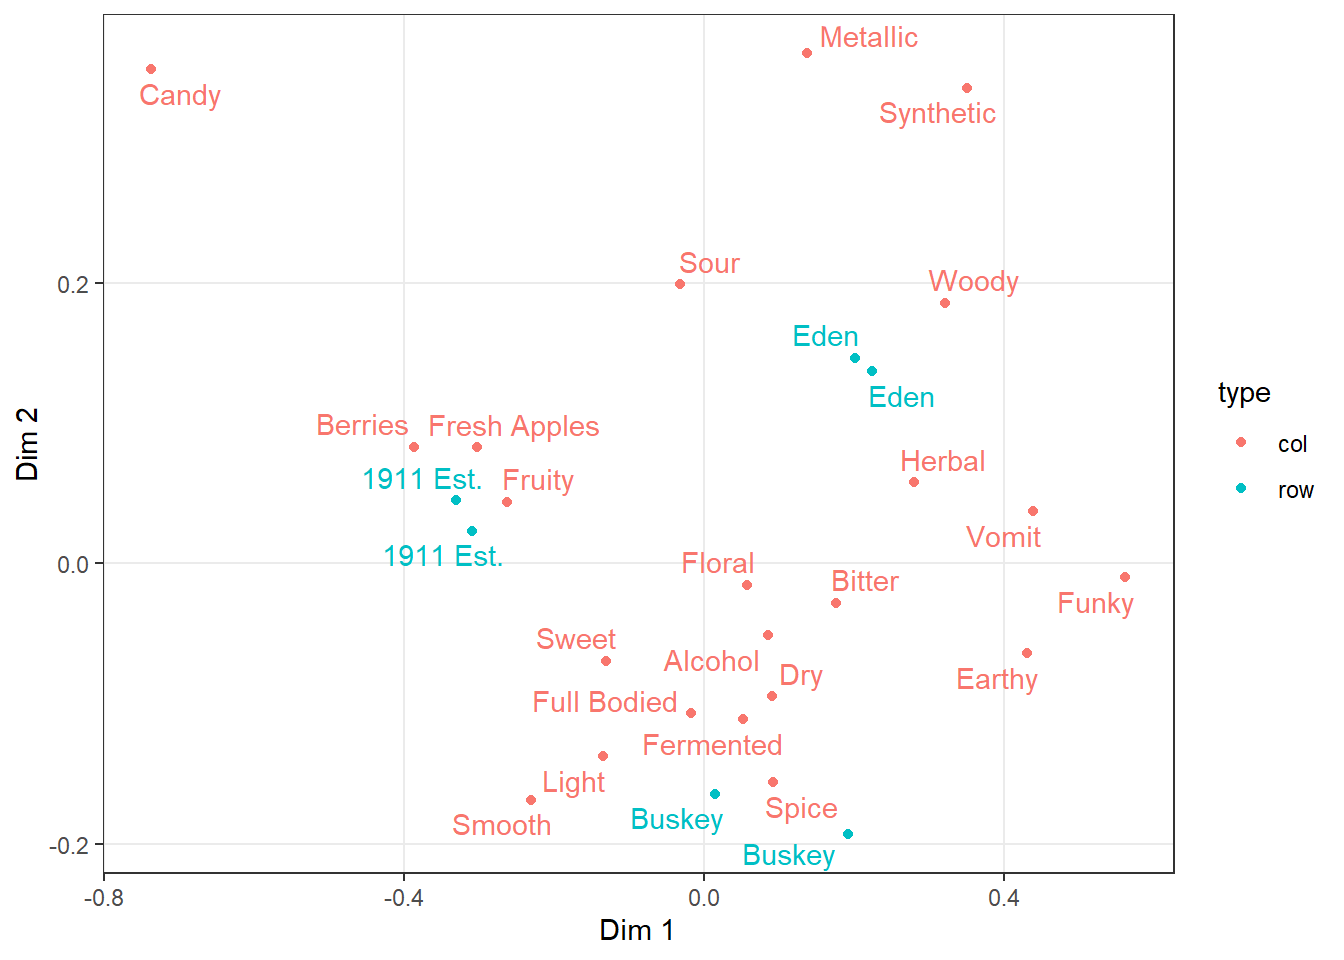 Metallic
Candy
Synthetic
Sour
Woody
Eden
Eden
Berries
Fresh Apples
1911 Est.
Fruity
Herbal
1911 Est.
Vomit
Floral
Bitter
Funky
Sweet
Alcohol
Dry
Earthy
Full Bodied
Fermented
Light
Smooth
Buskey
Spice
Buskey
0.2
0.0
-0.2
-0.8
-0.4
0.0
0.4
Dim 1
Dim 2
type
col
row